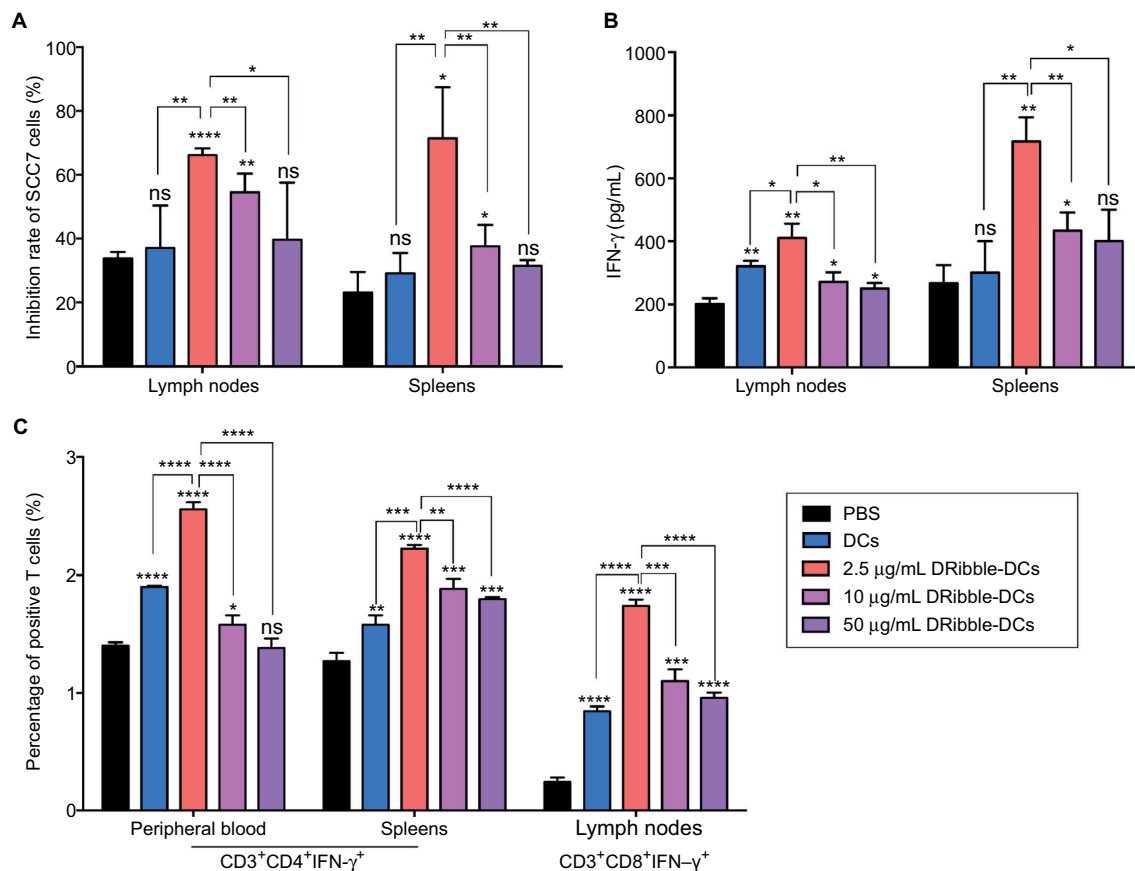 A
Inhibition rate of SCC7 cells (%)
100
80
60
40
20
0
ns
**
****
**
**
*
ns
ns
**
*
**
**
*
ns
Lymph nodes
Spleens
B
IFN-γ (pg/mL)
1000
800
600
400
200
0
**
*
**
*
**
*
*
ns
**
**
**
*
*
ns
Lymph nodes
Spleens
C
Percentage of positive T cells (%)
3
2
1
0
****
****
****
****
****
*
ns
**
***
****
**
****
***
***
****
****
****
***
****
***
****
Peripheral blood
Spleens
Lymph nodes
CD3+CD4+IFN-γ+
CD3+CD8+IFN–γ+
PBS
DCs
2.5 μg/mL DRibble-DCs
10 μg/mL DRibble-DCs
50 μg/mL DRibble-DCs